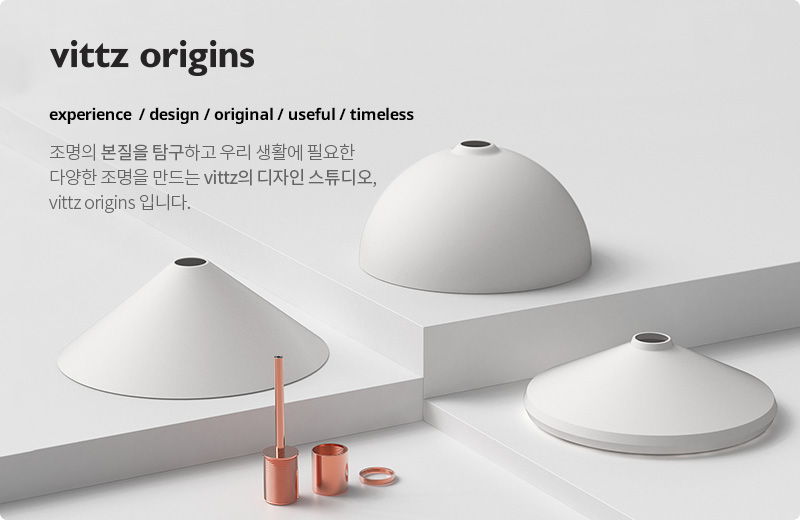 vittz origins
experience / design / original / useful / timeless
조명의 본질을 탐구하고 우리 생활에 필요한
다양한 조명을 만드는 vittz의 디자인 스튜디오,
vittz origins 입니다.